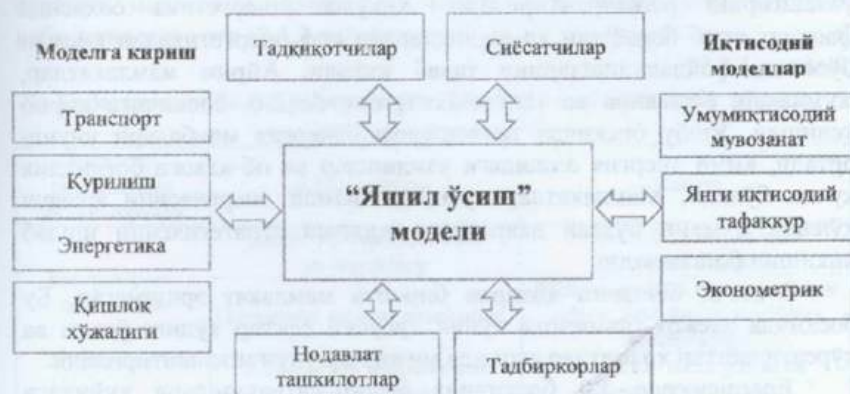 Моделга кириш
Тадқиқотчилар
Сиёсатчилар
Иқтисодий
моделлар
Транспорт
Қурилиш
Энергетика
Қишлоқ
хўжалиги
“Яшил ўсиш”
модели
Умумиқтисодий
мувозанат
Янги иқтисодий
тафаккур
Эконометрик
Нодавлат
ташкилотлар
Тадбиркорлар